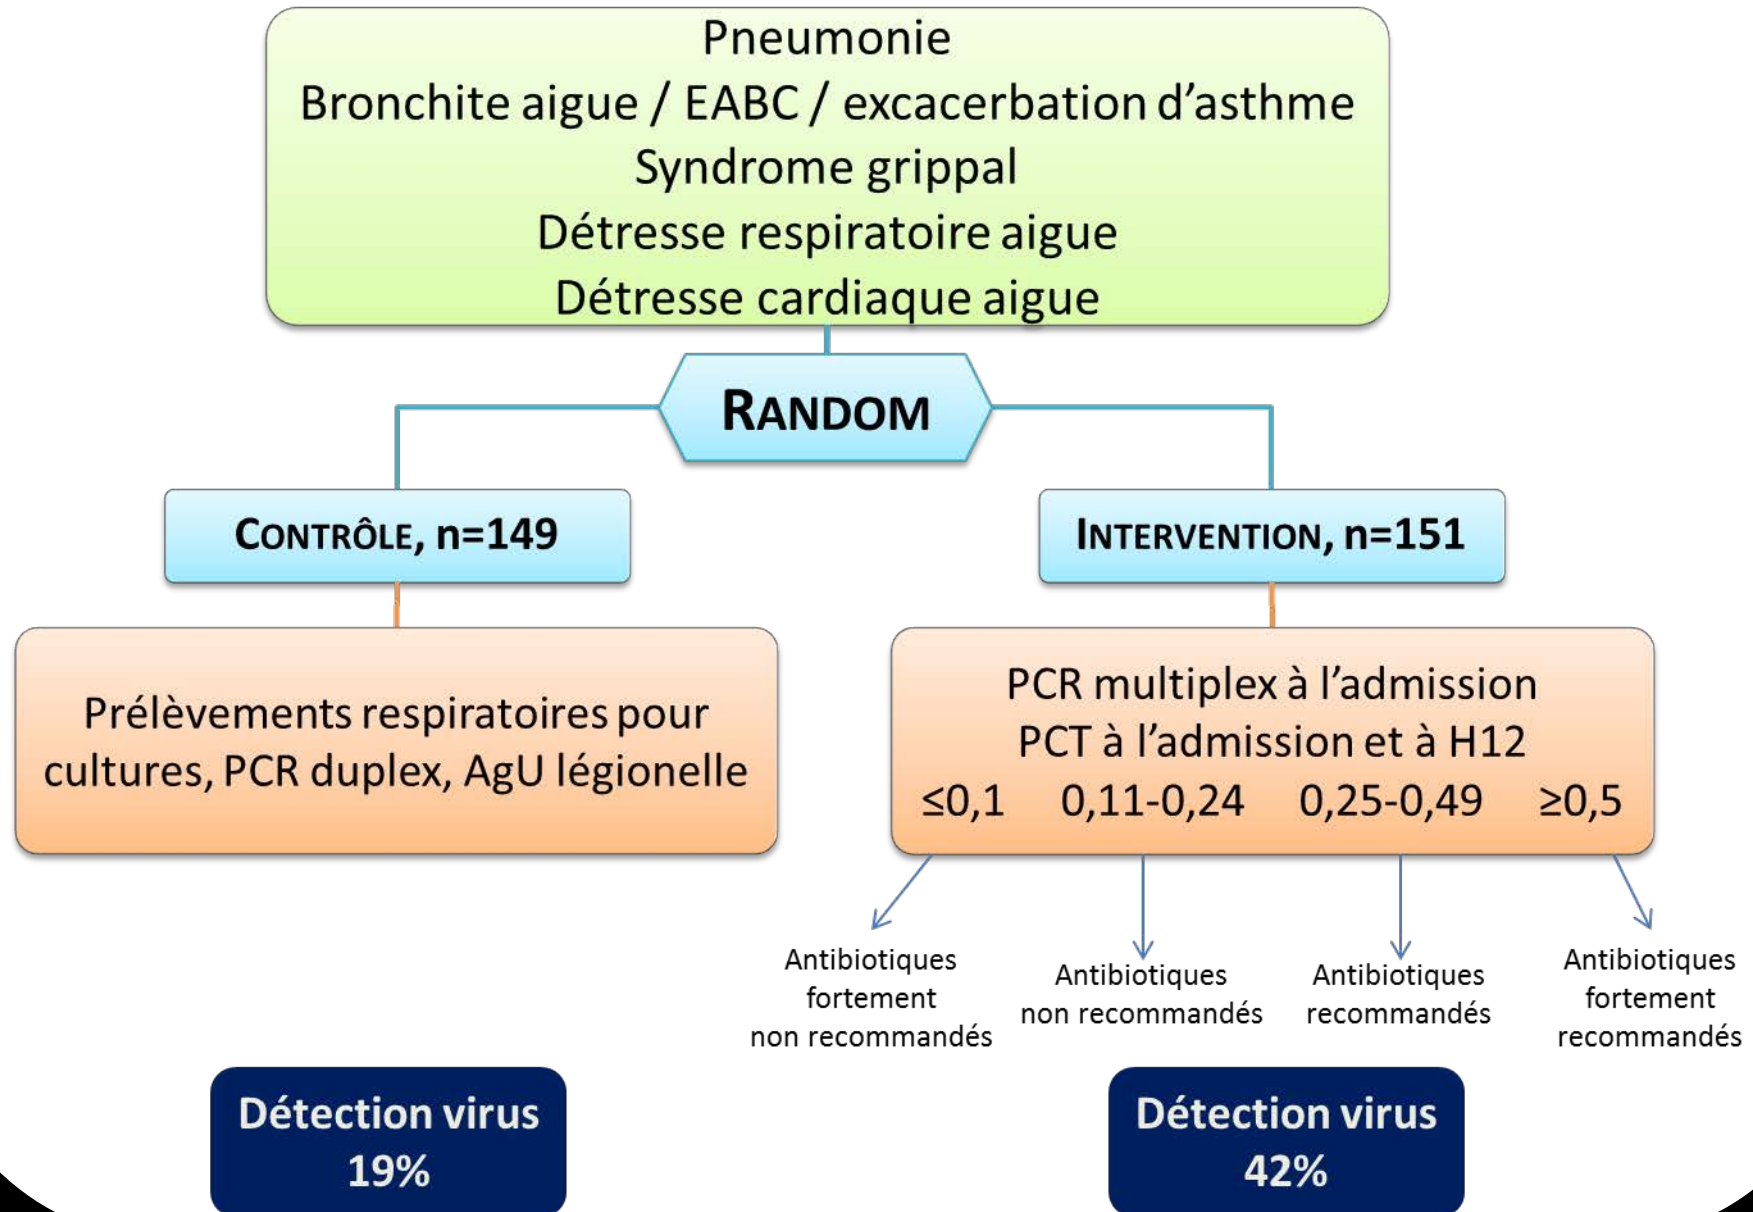 Pneumonie
Bronchite aigue / EABC / excacerbation d'asthme
Syndrome grippal
Détresse respiratoire aigue
Détresse cardiaque aigue
RANDOM
CONTRÔLE, n=149
INTERVENTION, n=151
Prélèvements respiratoires pour
cultures, PCR duplex, AgU légionelle
PCR multiplex à l'admission
PCT à l'admission et à H12
≤0,1 0,11-0,24 0,25-0,49 ≥0,5
Antibiotiques
fortement
non recommandés
Antibiotiques
non recommandés
Antibiotiques
recommandés
Antibiotiques
fortement
recommandés
Détection virus
19%
Détection virus
42%